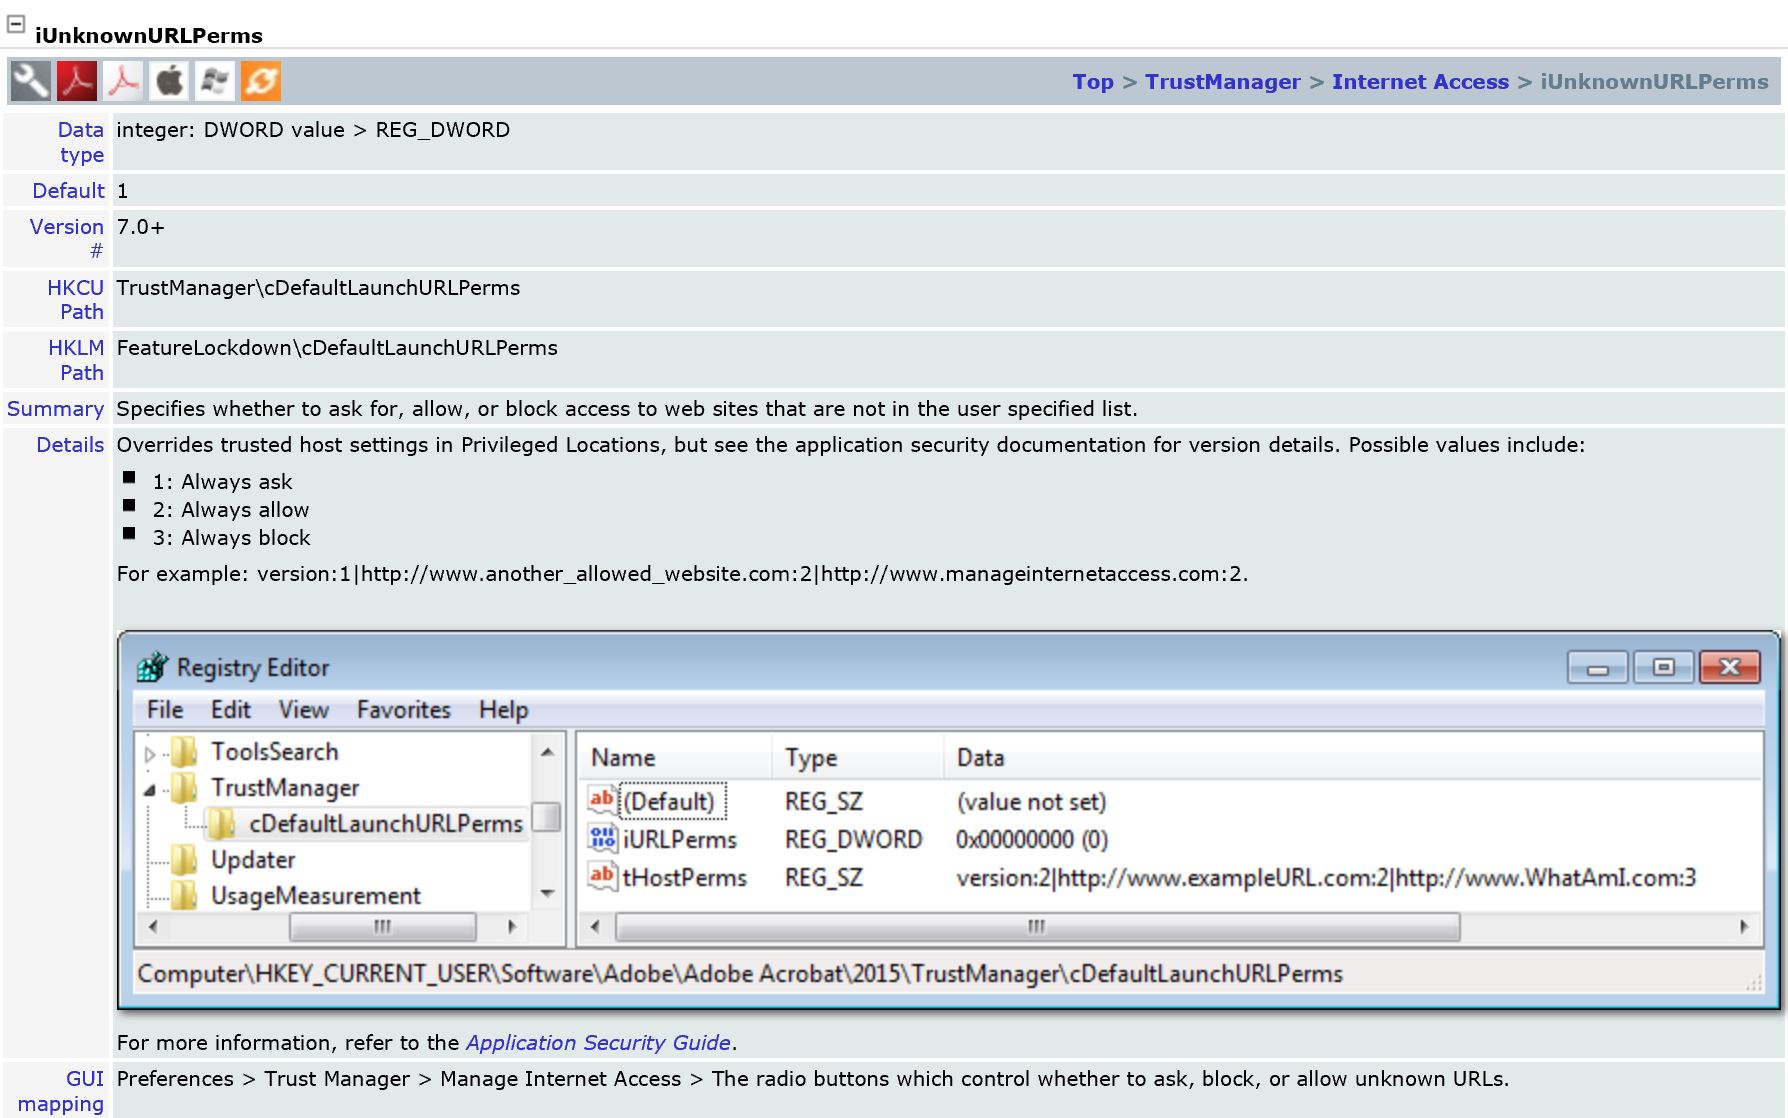 iUnknownURLPerms
Top > TrustManager > Internet Access > iUnknownURLPerms
Data type
integer: DWORD value > REG_DWORD
Default
1
Version #
7.0+
HKCU Path
TrustManager\cDefaultLaunchURLPerms
HKLM Path
FeatureLockdown\cDefaultLaunchURLPerms
Summary
Specifies whether to ask for, allow, or block access to web sites that are not in the user specified list.
Details
Overrides trusted host settings in Privileged Locations, but see the application security documentation for version details. Possible values include:
1: Always ask
2: Always allow
3: Always block
For example: version:1|http://www.another_allowed_website.com:2|http://www.manageinternetaccess.com:2.
Registry Editor
File Edit View Favorites Help
ToolsSearch
TrustManager
cDefaultLaunchURLPerms
Updater
UsageMeasurement
Name Type Data
(Default) REG_SZ (value not set)
iURLPerms REG_DWORD 0x00000000 (0)
tHostPerms REG_SZ version:2|http://www.exampleURL.com:2|http://www.WhatAmI.com:3
Computer\HKEY_CURRENT_USER\Software\Adobe\Adobe Acrobat\2015\TrustManager\cDefaultLaunchURLPerms
For more information, refer to the Application Security Guide.
GUI mapping
Preferences > Trust Manager > Manage Internet Access > The radio buttons which control whether to ask, block, or allow unknown URLs.